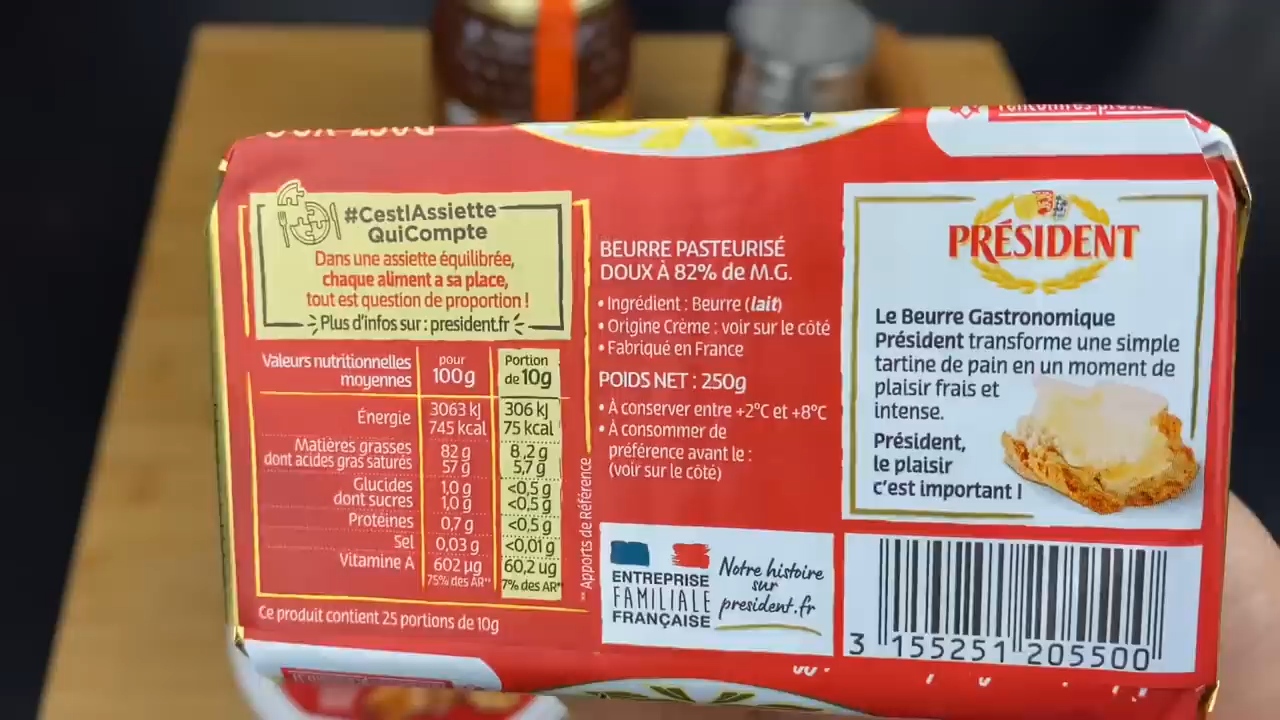 #CestlAssiette
QuiCompte
Dans une assiette équilibrée,
chaque aliment a sa place,
tout est question de proportion !
Plus d'infos sur : president.fr
Valeurs nutritionnelles moyennes pour 100g Portion de 10g
Énergie 3063 kJ 306 kJ
745 kcal 75 kcal
Matières grasses 82 g 8,2 g
dont acides gras saturés 57 g 5,7 g
Glucides 1,0 g <0,5 g
dont sucres 1,0 g <0,5 g
Protéines 0,7 g <0,5 g
Sel 0,03 g <0,01 g
Vitamine A 602 µg 60,2 ug
75% des AR** 7% des AR**
** Apports de Référence
Ce produit contient 25 portions de 10g
BEURRE PASTEURISÉ
DOUX À 82% de M.G.
• Ingrédient : Beurre (lait)
• Origine Crème : voir sur le côté
• Fabriqué en France
POIDS NET : 250g
• À conserver entre +2°C et +8°C
• À consommer de
préférence avant le :
(voir sur le côté)
ENTREPRISE
FAMILIALE
FRANÇAISE
Notre histoire
sur
president.fr
PRÉSIDENT
Le Beurre Gastronomique
Président transforme une simple
tartine de pain en un moment de
plaisir frais et
intense.
Président,
le plaisir
c'est important !
3 155251 205500